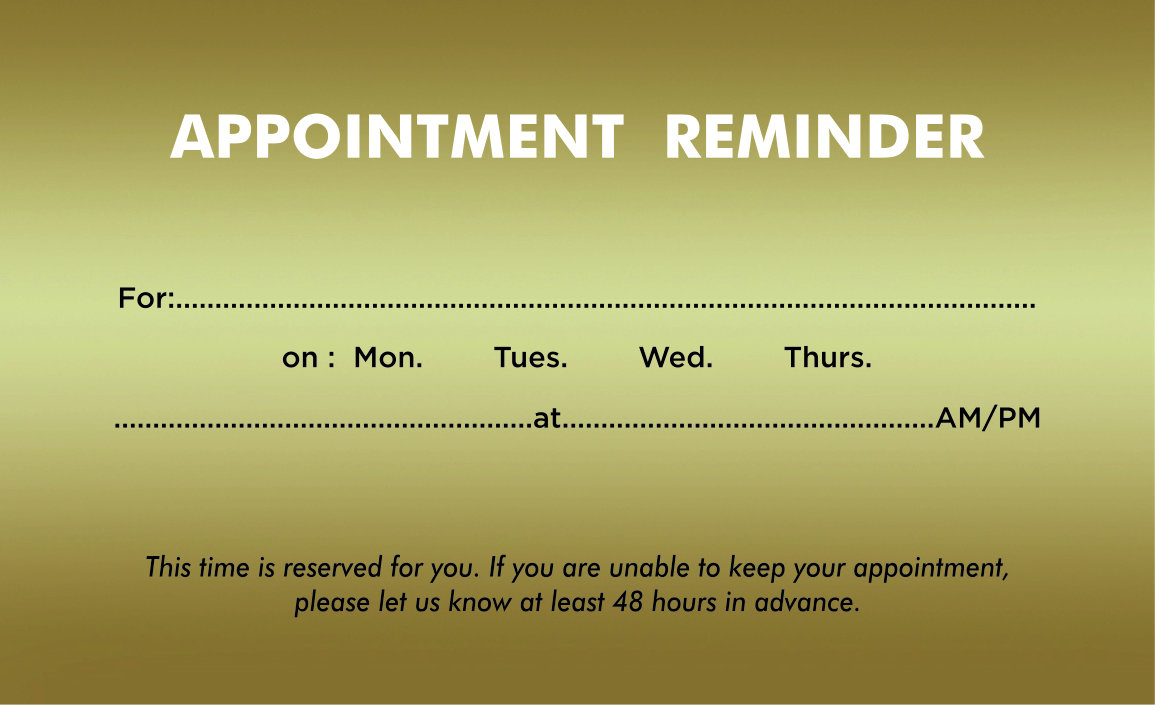 APPOINTMENT REMINDER
For:..............................................................................................................
on : Mon. Tues. Wed. Thurs.
......................................................at................................................AM/PM
This time is reserved for you. If you are unable to keep your appointment,
please let us know at least 48 hours in advance.